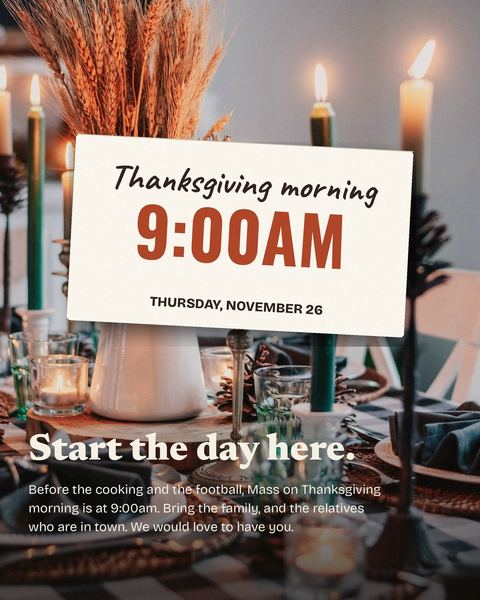 Thanksgiving morning
9:00AM
THURSDAY, NOVEMBER 26
Start the day here.
Before the cooking and the football, Mass on Thanksgiving
morning is at 9:00am. Bring the family, and the relatives
who are in town. We would love to have you.